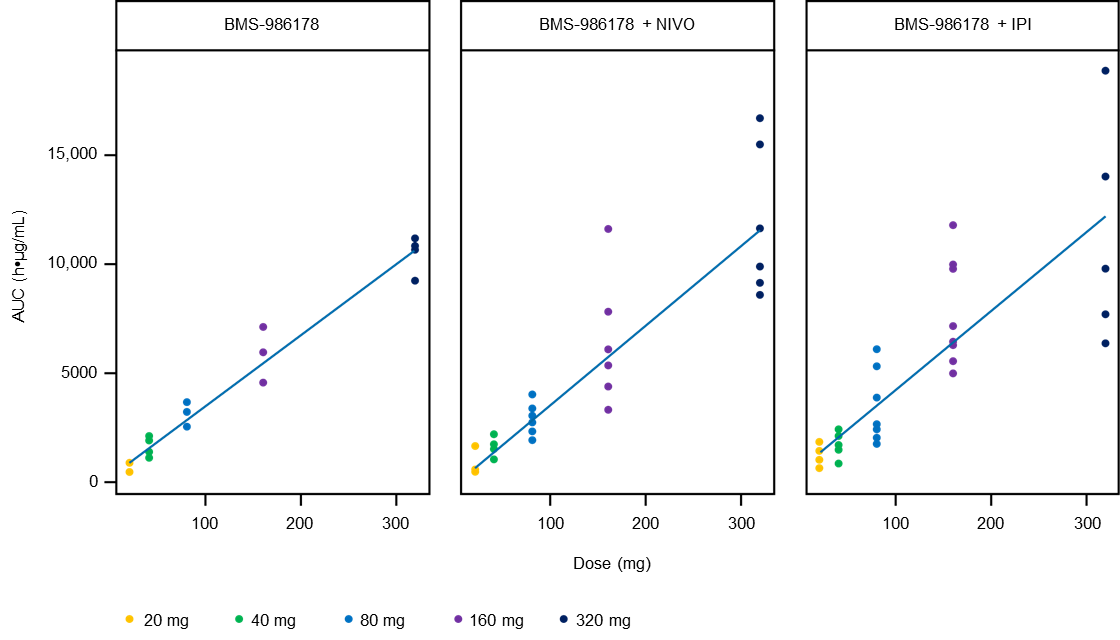 BMS-986178
BMS-986178 + NIVO
BMS-986178 + IPI
AUC (h•µg/mL)
15,000
10,000
5000
0
100 200 300
100 200 300
100 200 300
Dose (mg)
20 mg 40 mg 80 mg 160 mg 320 mg